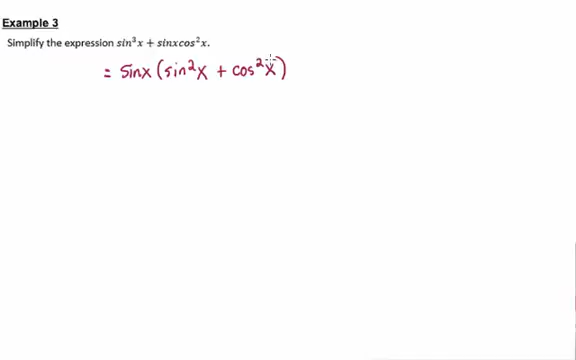 Example 3
Simplify the expression sin³x + sinxcos²x.
= sinx (sin²x + cos²x)